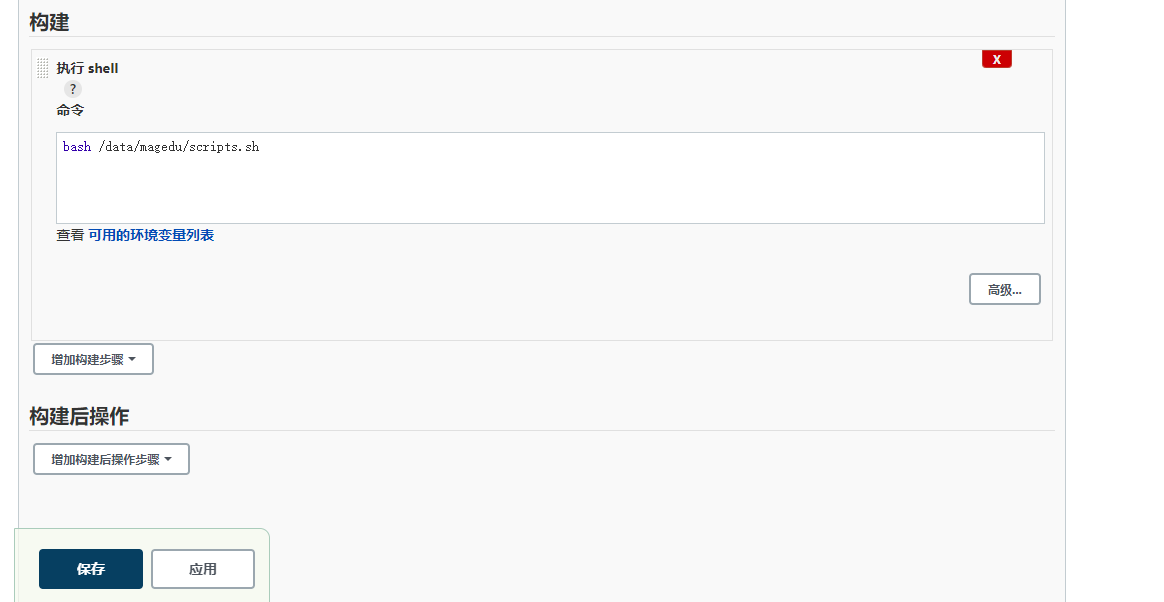 构建
执行 shell
X
?
命令
bash /data/magedu/scripts.sh
查看 可用的环境变量列表
高级...
增加构建步骤
构建后操作
增加构建后操作步骤
保存
应用